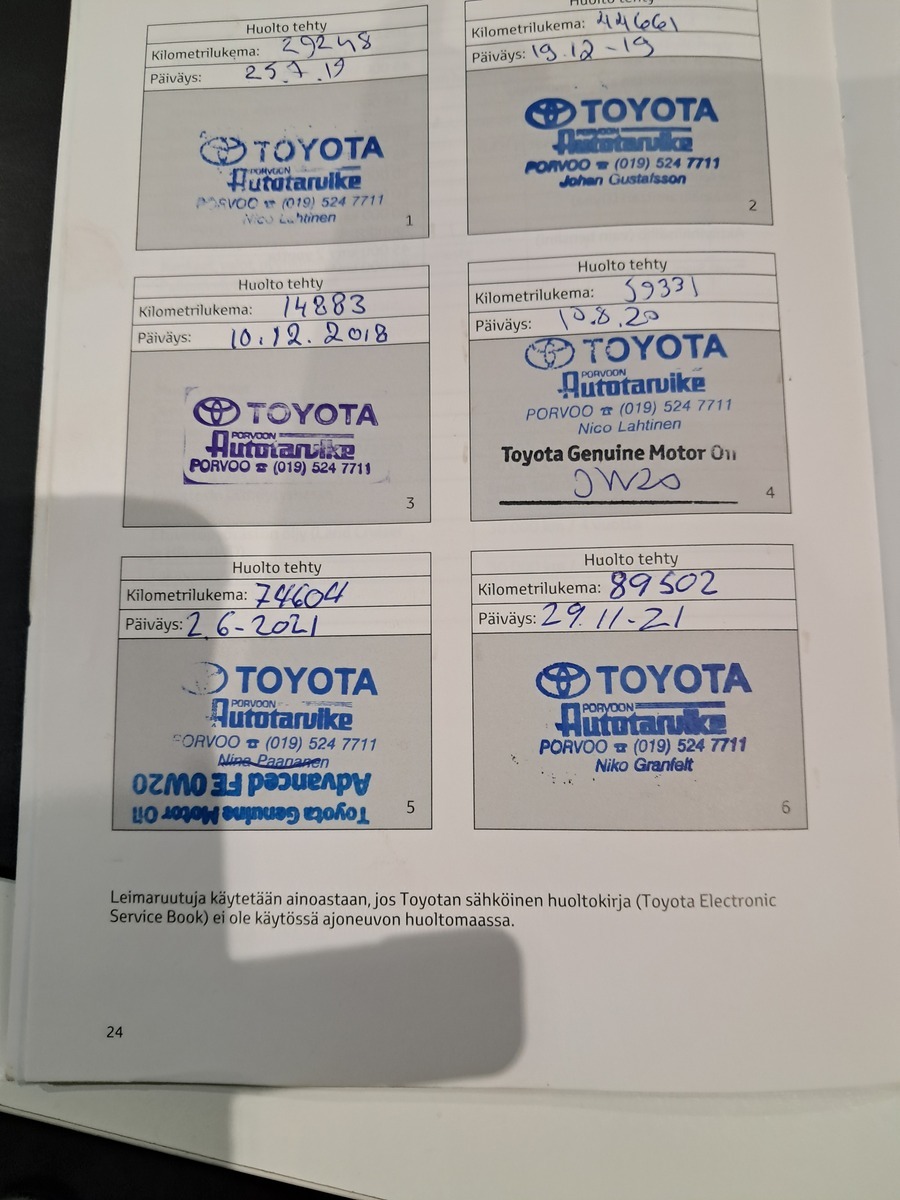 Huolto tehty
Kilometrilukema: 29248
Päiväys: 25.7.19
TOYOTA
PORVOON
Autotarvike
PORVOO ☎ (019) 524 7711
Nico Lahtinen
1
Huolto tehty
Kilometrilukema: 44661
Päiväys: 19.12-19
TOYOTA
PORVOON
Autotarvike
PORVOO ☎ (019) 524 7711
Johan Gustafsson
2
Huolto tehty
Kilometrilukema: 14883
Päiväys: 10.12.2018
TOYOTA
PORVOON
Autotarvike
PORVOO ☎ (019) 524 7711
3
Huolto tehty
Kilometrilukema: 59331
Päiväys: 10.8.20
TOYOTA
PORVOON
Autotarvike
PORVOO ☎ (019) 524 7711
Nico Lahtinen
Toyota Genuine Motor Oil
0W20
4
Huolto tehty
Kilometrilukema: 74604
Päiväys: 2.6-2021
TOYOTA
PORVOON
Autotarvike
PORVOO ☎ (019) 524 7711
Nina Paananen
Toyota Genuine Motor Oil
Advanced FE 0W20
5
Huolto tehty
Kilometrilukema: 89502
Päiväys: 29.11-21
TOYOTA
PORVOON
Autotarvike
PORVOO ☎ (019) 524 7711
Niko Granfelt
6
Leimaruutuja käytetään ainoastaan, jos Toyotan sähköinen huoltokirja (Toyota Electronic
Service Book) ei ole käytössä ajoneuvon huoltomaassa.
24